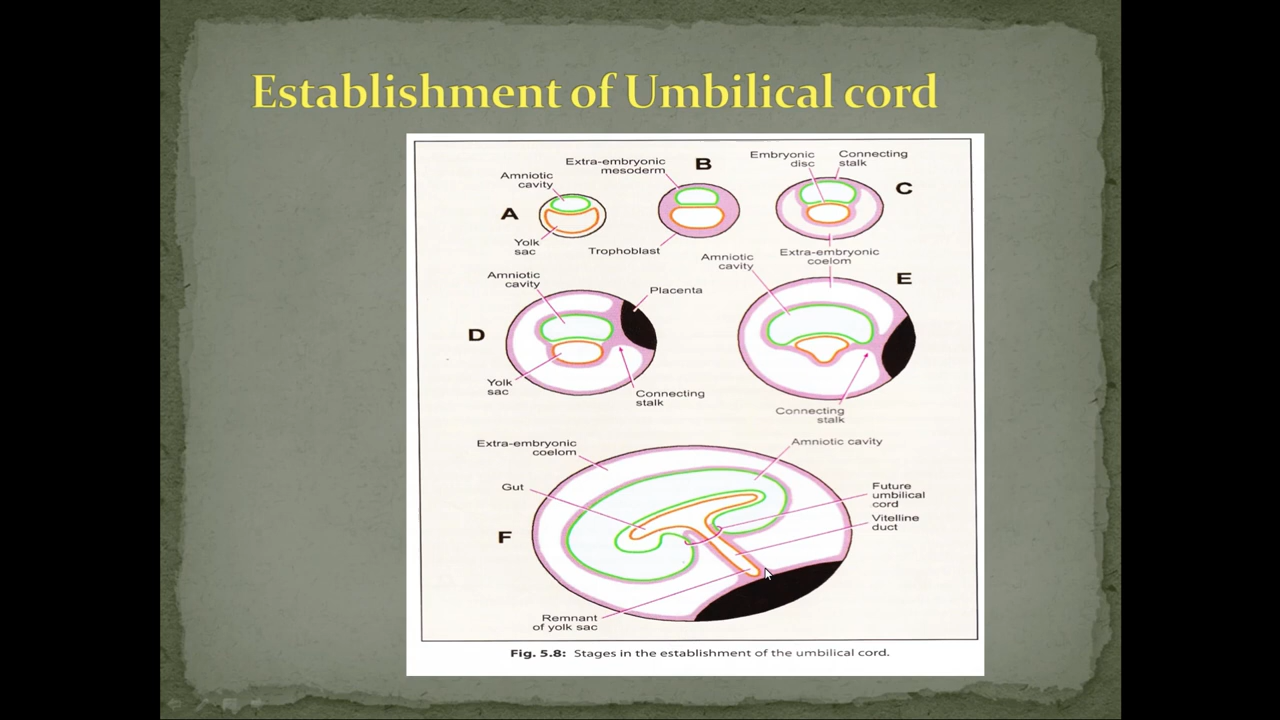 Establishment of Umbilical cord
Extra-embryonic
mesoderm
B
Embryonic
disc
Connecting
stalk
Amniotic
cavity
C
A
Yolk
sac
Trophoblast
Extra-embryonic
coelom
Amniotic
cavity
Amniotic
cavity
Placenta
E
D
Yolk
sac
Connecting
stalk
Connecting
stalk
Extra-embryonic
coelom
Amniotic cavity
Gut
Future
umbilical
cord
Vitelline
duct
F
Remnant
of yolk sac
Fig. 5.8: Stages in the establishment of the umbilical cord.